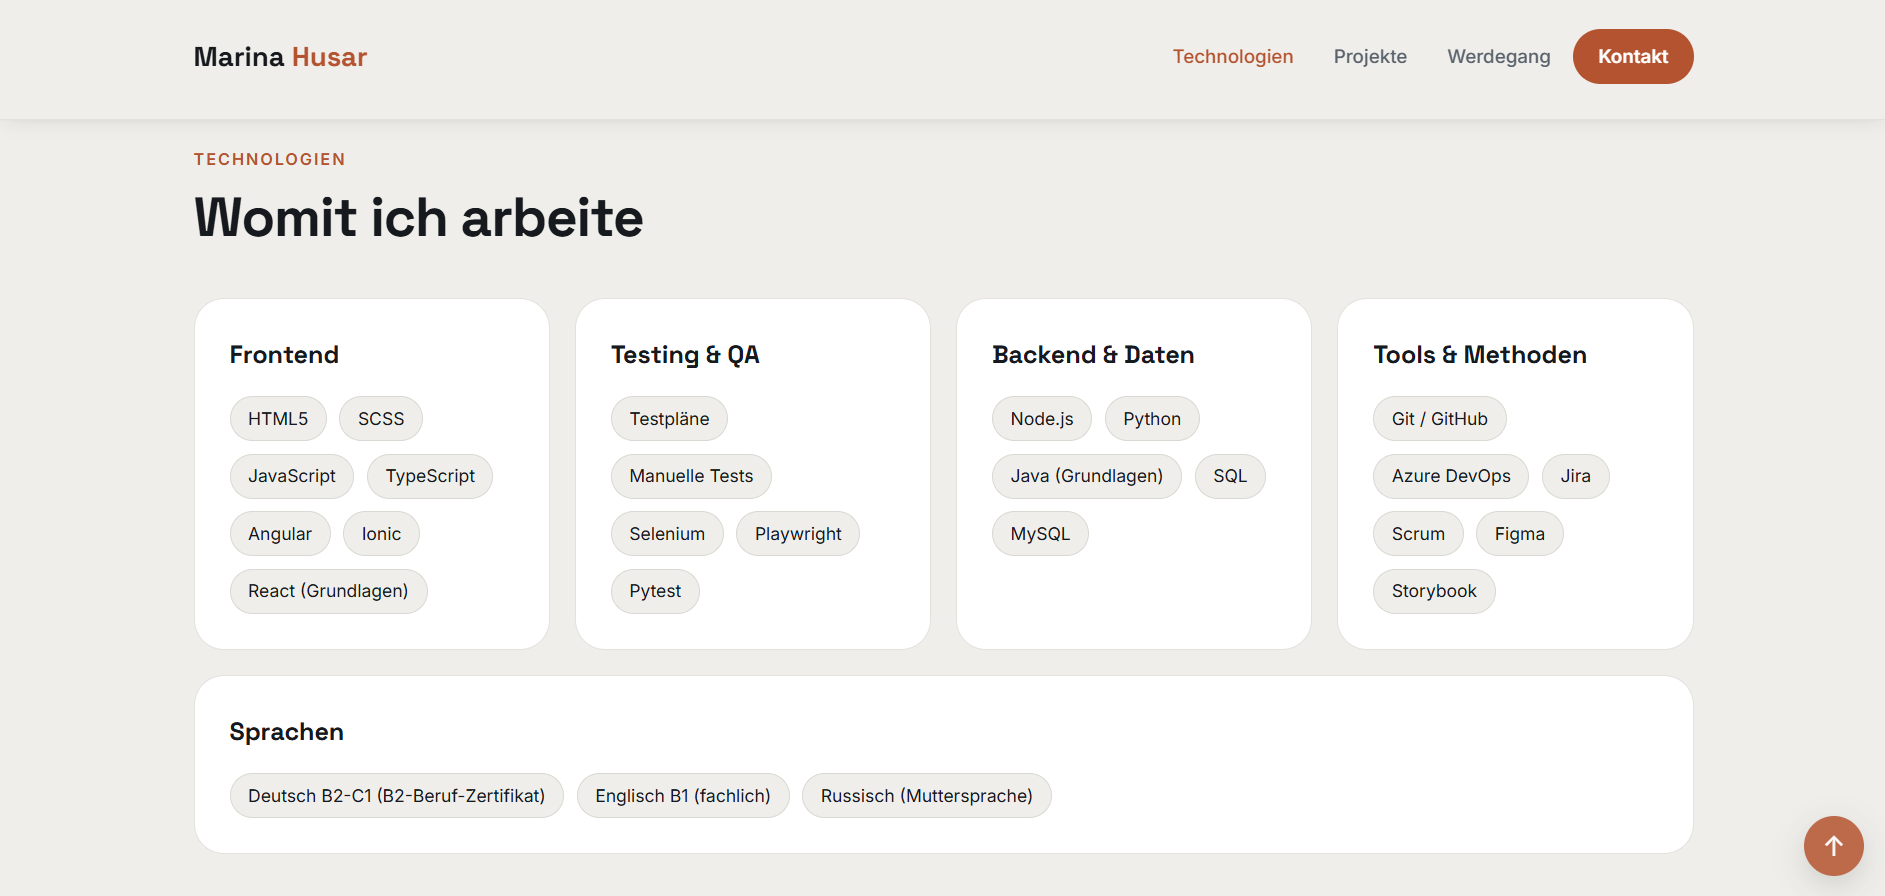 Marina Husar
Technologien
Projekte
Werdegang
Kontakt
TECHNOLOGIEN
Womit ich arbeite
Frontend
HTML5
SCSS
JavaScript
TypeScript
Angular
Ionic
React (Grundlagen)
Testing & QA
Testpläne
Manuelle Tests
Selenium
Playwright
Pytest
Backend & Daten
Node.js
Python
Java (Grundlagen)
SQL
MySQL
Tools & Methoden
Git / GitHub
Azure DevOps
Jira
Scrum
Figma
Storybook
Sprachen
Deutsch B2-C1 (B2-Beruf-Zertifikat)
Englisch B1 (fachlich)
Russisch (Muttersprache)